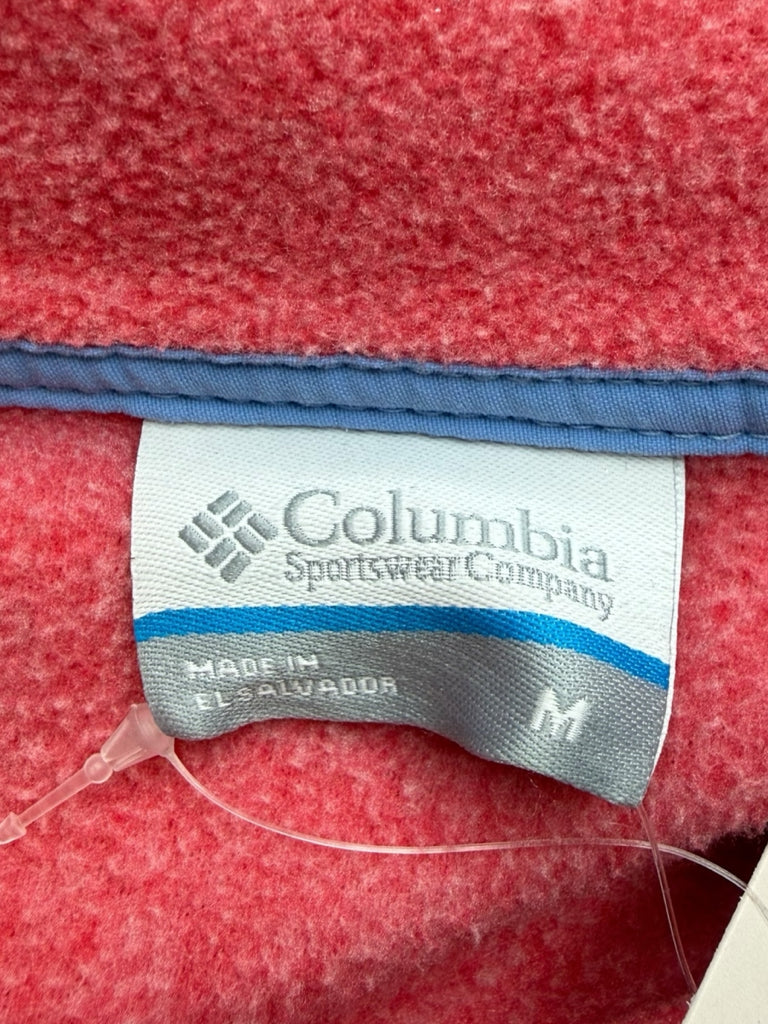 Columbia
Sportswear Company
MADE IN
EL SALVADOR
M